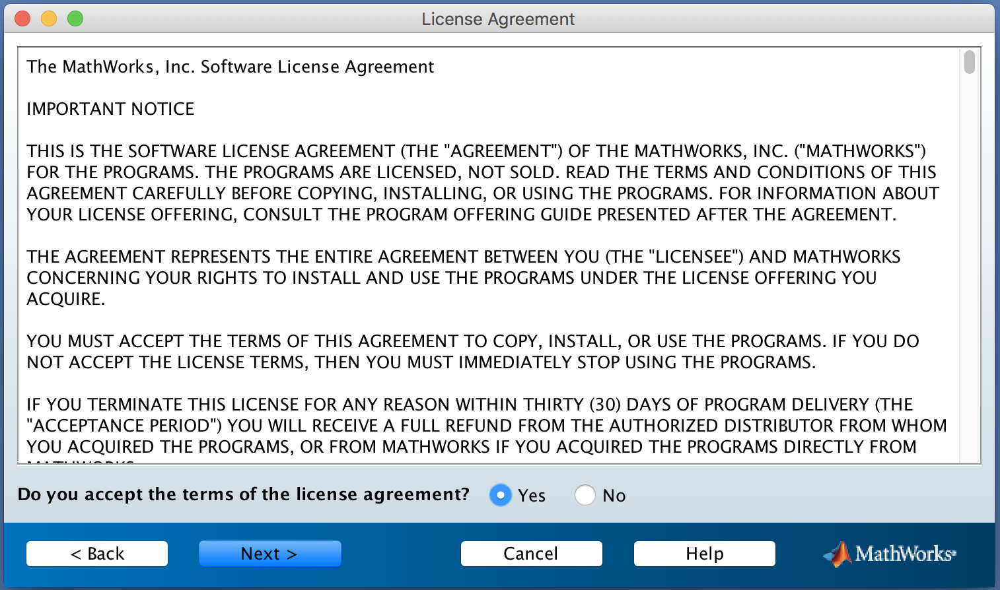 License Agreement
The MathWorks, Inc. Software License Agreement
IMPORTANT NOTICE
THIS IS THE SOFTWARE LICENSE AGREEMENT (THE "AGREEMENT") OF THE MATHWORKS, INC. ("MATHWORKS")
FOR THE PROGRAMS. THE PROGRAMS ARE LICENSED, NOT SOLD. READ THE TERMS AND CONDITIONS OF THIS
AGREEMENT CAREFULLY BEFORE COPYING, INSTALLING, OR USING THE PROGRAMS. FOR INFORMATION ABOUT
YOUR LICENSE OFFERING, CONSULT THE PROGRAM OFFERING GUIDE PRESENTED AFTER THE AGREEMENT.
THE AGREEMENT REPRESENTS THE ENTIRE AGREEMENT BETWEEN YOU (THE "LICENSEE") AND MATHWORKS
CONCERNING YOUR RIGHTS TO INSTALL AND USE THE PROGRAMS UNDER THE LICENSE OFFERING YOU
ACQUIRE.
YOU MUST ACCEPT THE TERMS OF THIS AGREEMENT TO COPY, INSTALL, OR USE THE PROGRAMS. IF YOU DO
NOT ACCEPT THE LICENSE TERMS, THEN YOU MUST IMMEDIATELY STOP USING THE PROGRAMS.
IF YOU TERMINATE THIS LICENSE FOR ANY REASON WITHIN THIRTY (30) DAYS OF PROGRAM DELIVERY (THE
"ACCEPTANCE PERIOD") YOU WILL RECEIVE A FULL REFUND FROM THE AUTHORIZED DISTRIBUTOR FROM WHOM
YOU ACQUIRED THE PROGRAMS, OR FROM MATHWORKS IF YOU ACQUIRED THE PROGRAMS DIRECTLY FROM
Do you accept the terms of the license agreement? Yes No
< Back Next > Cancel Help MathWorks®